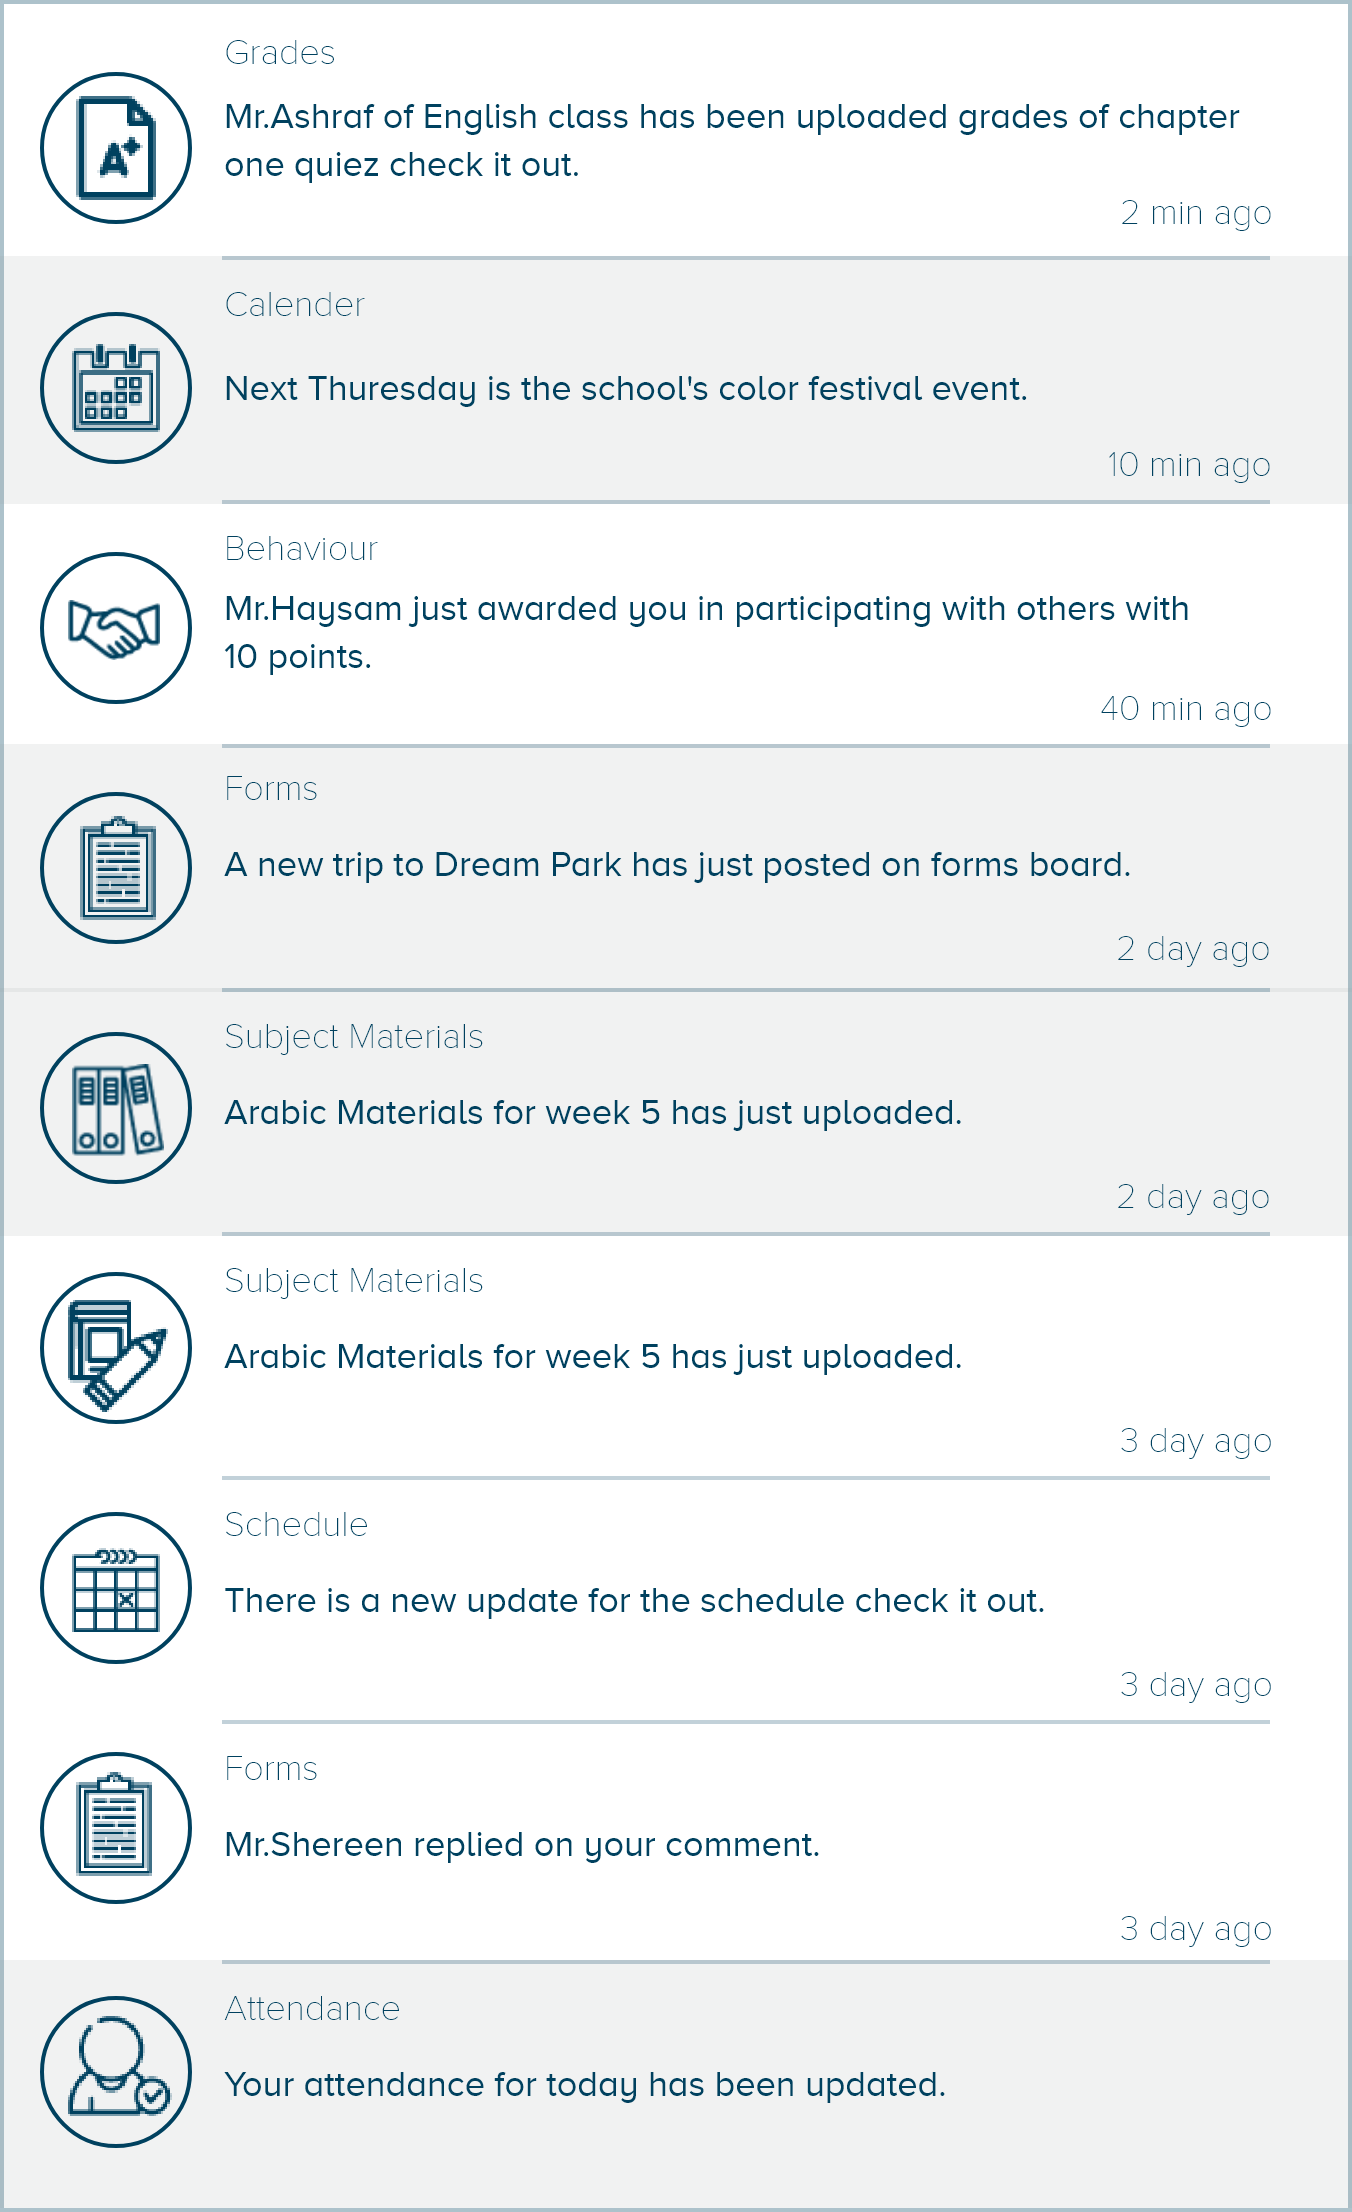 Grades
Mr.Ashraf of English class has been uploaded grades of chapter
one quiez check it out.
2 min ago
Calender
Next Thuresday is the school's color festival event.
10 min ago
Behaviour
Mr.Haysam just awarded you in participating with others with
10 points.
40 min ago
Forms
A new trip to Dream Park has just posted on forms board.
2 day ago
Subject Materials
Arabic Materials for week 5 has just uploaded.
2 day ago
Subject Materials
Arabic Materials for week 5 has just uploaded.
3 day ago
Schedule
There is a new update for the schedule check it out.
3 day ago
Forms
Mr.Shereen replied on your comment.
3 day ago
Attendance
Your attendance for today has been updated.